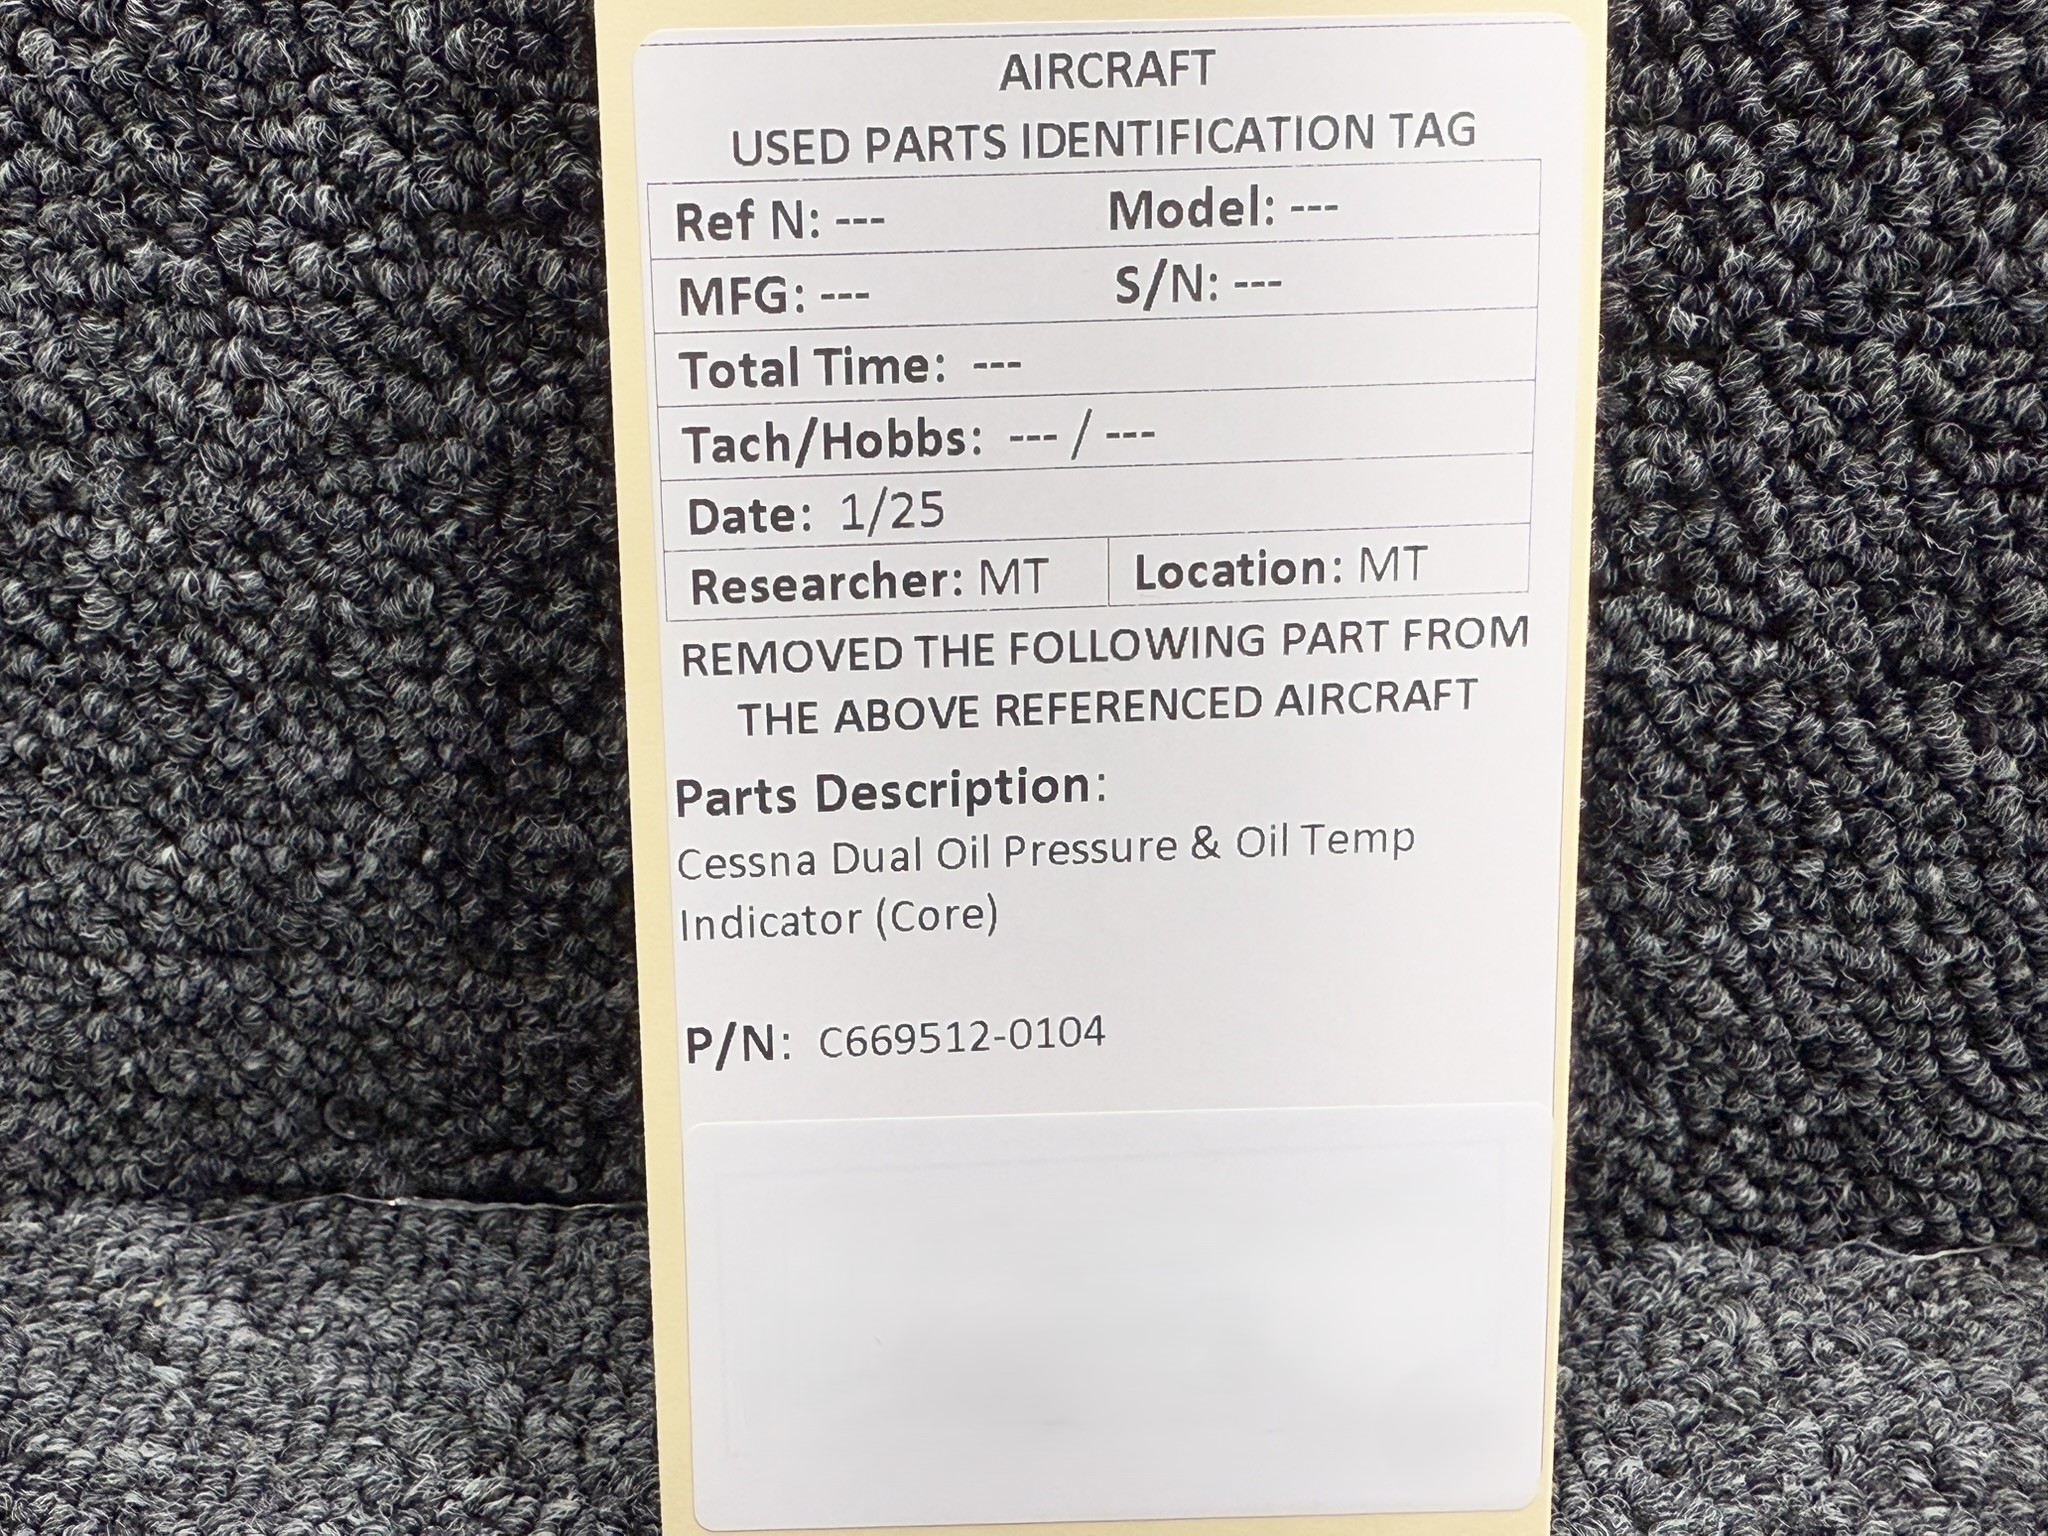 AIRCRAFT
USED PARTS IDENTIFICATION TAG
Ref N: --- Model: ---
MFG: --- S/N: ---
Total Time: ---
Tach/Hobbs: --- / ---
Date: 1/25
Researcher: MT Location: MT
REMOVED THE FOLLOWING PART FROM
THE ABOVE REFERENCED AIRCRAFT
Parts Description:
Cessna Dual Oil Pressure & Oil Temp
Indicator (Core)
P/N: C669512-0104